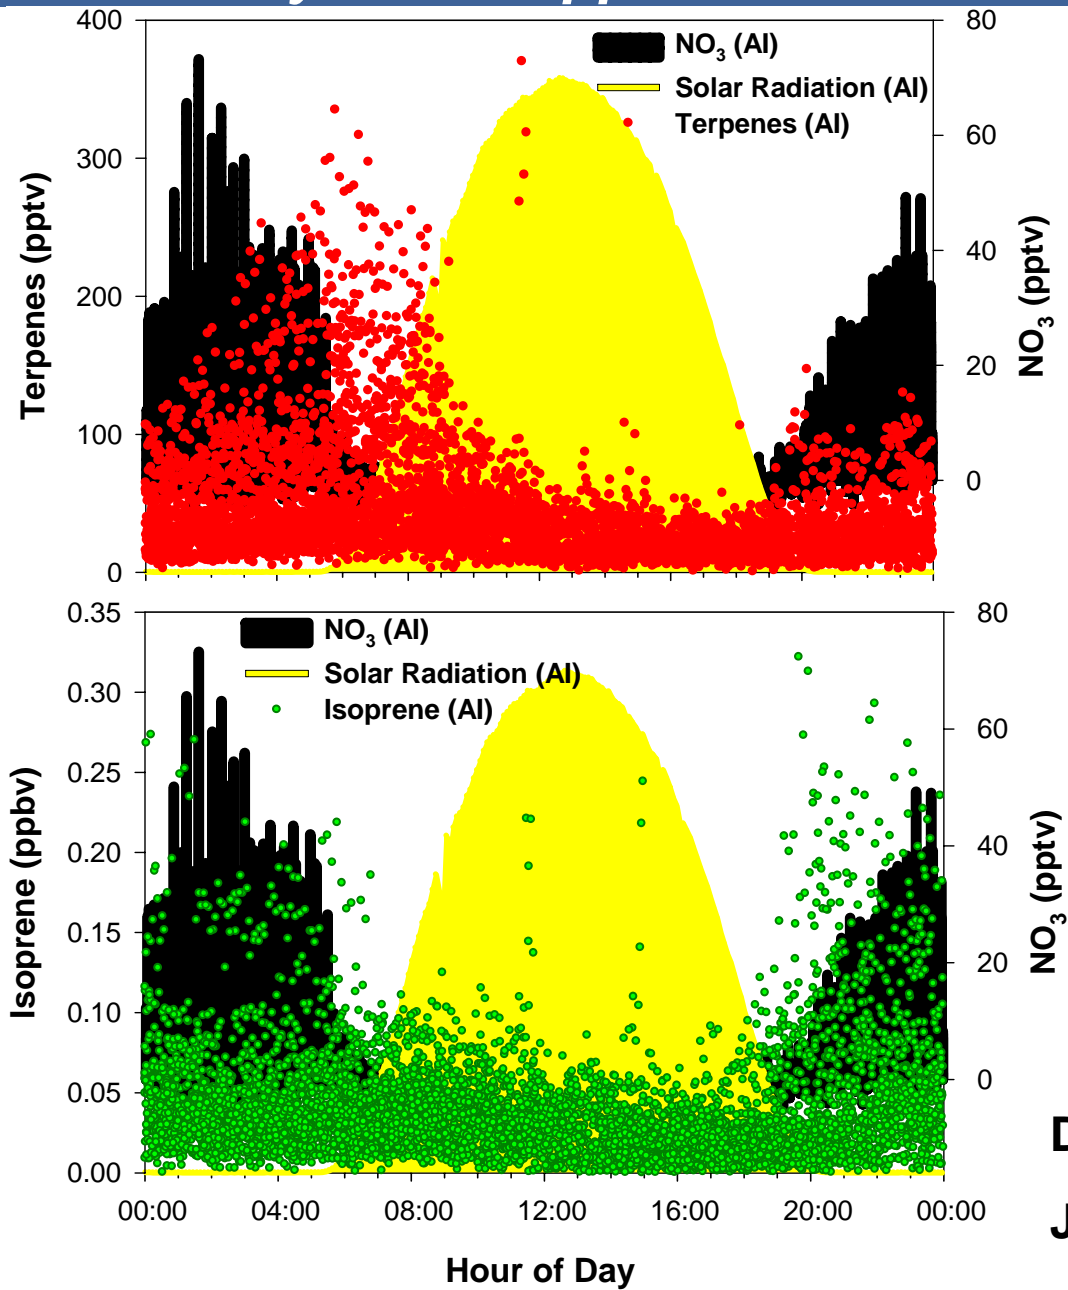 400
300
200
100
0
Terpenes (pptv)
NO3 (AI)
Solar Radiation (AI)
Terpenes (AI)
80
60
40
20
0
NO3 (pptv)
0.35
0.30
0.25
0.20
0.15
0.10
0.05
0.00
Isoprene (ppbv)
NO3 (AI)
Solar Radiation (AI)
Isoprene (AI)
80
60
40
20
0
NO3 (pptv)
00:00 04:00 08:00 12:00 16:00 20:00 00:00
Hour of Day
D
J